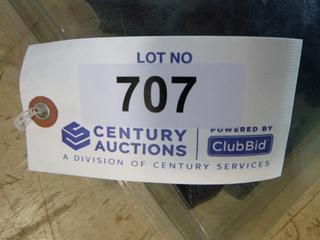 LOT NO
707
CENTURY AUCTIONS
POWERED BY ClubBid
A DIVISION OF CENTURY SERVICES